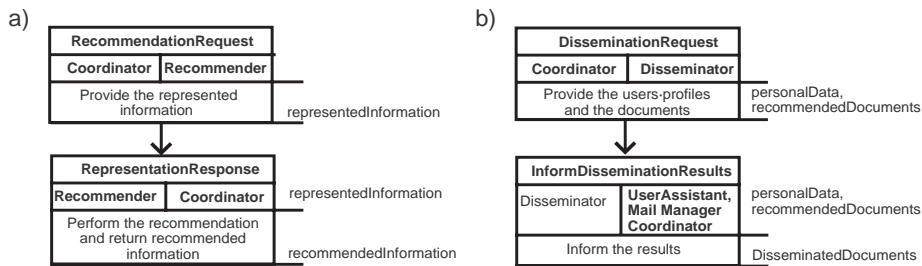 a)
RecommendationRequest
Coordinator Recommender
Provide the represented
information
representedInformation
RepresentationResponse
Recommender Coordinator
representedInformation
Perform the recommendation
and return recommended
information
recommendedInformation
b)
DisseminationRequest
Coordinator Disseminator
Provide the users-profiles
and the documents
personalData,
recommendedDocuments
InformDisseminationResults
Disseminator
UserAssistant,
Mail Manager
Coordinator
personalData,
recommendedDocuments
Inform the results
DisseminatedDocuments